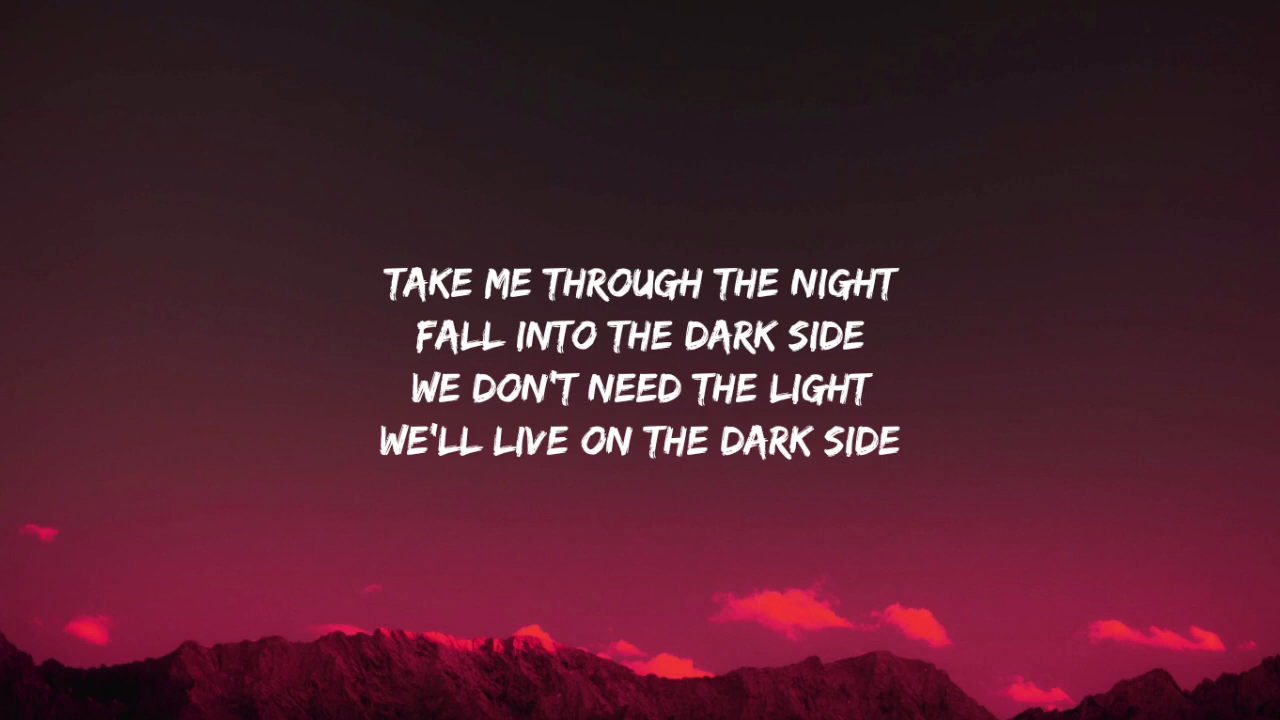 TAKE ME THROUGH THE NIGHT
FALL INTO THE DARK SIDE
WE DON'T NEED THE LIGHT
WE'LL LIVE ON THE DARK SIDE